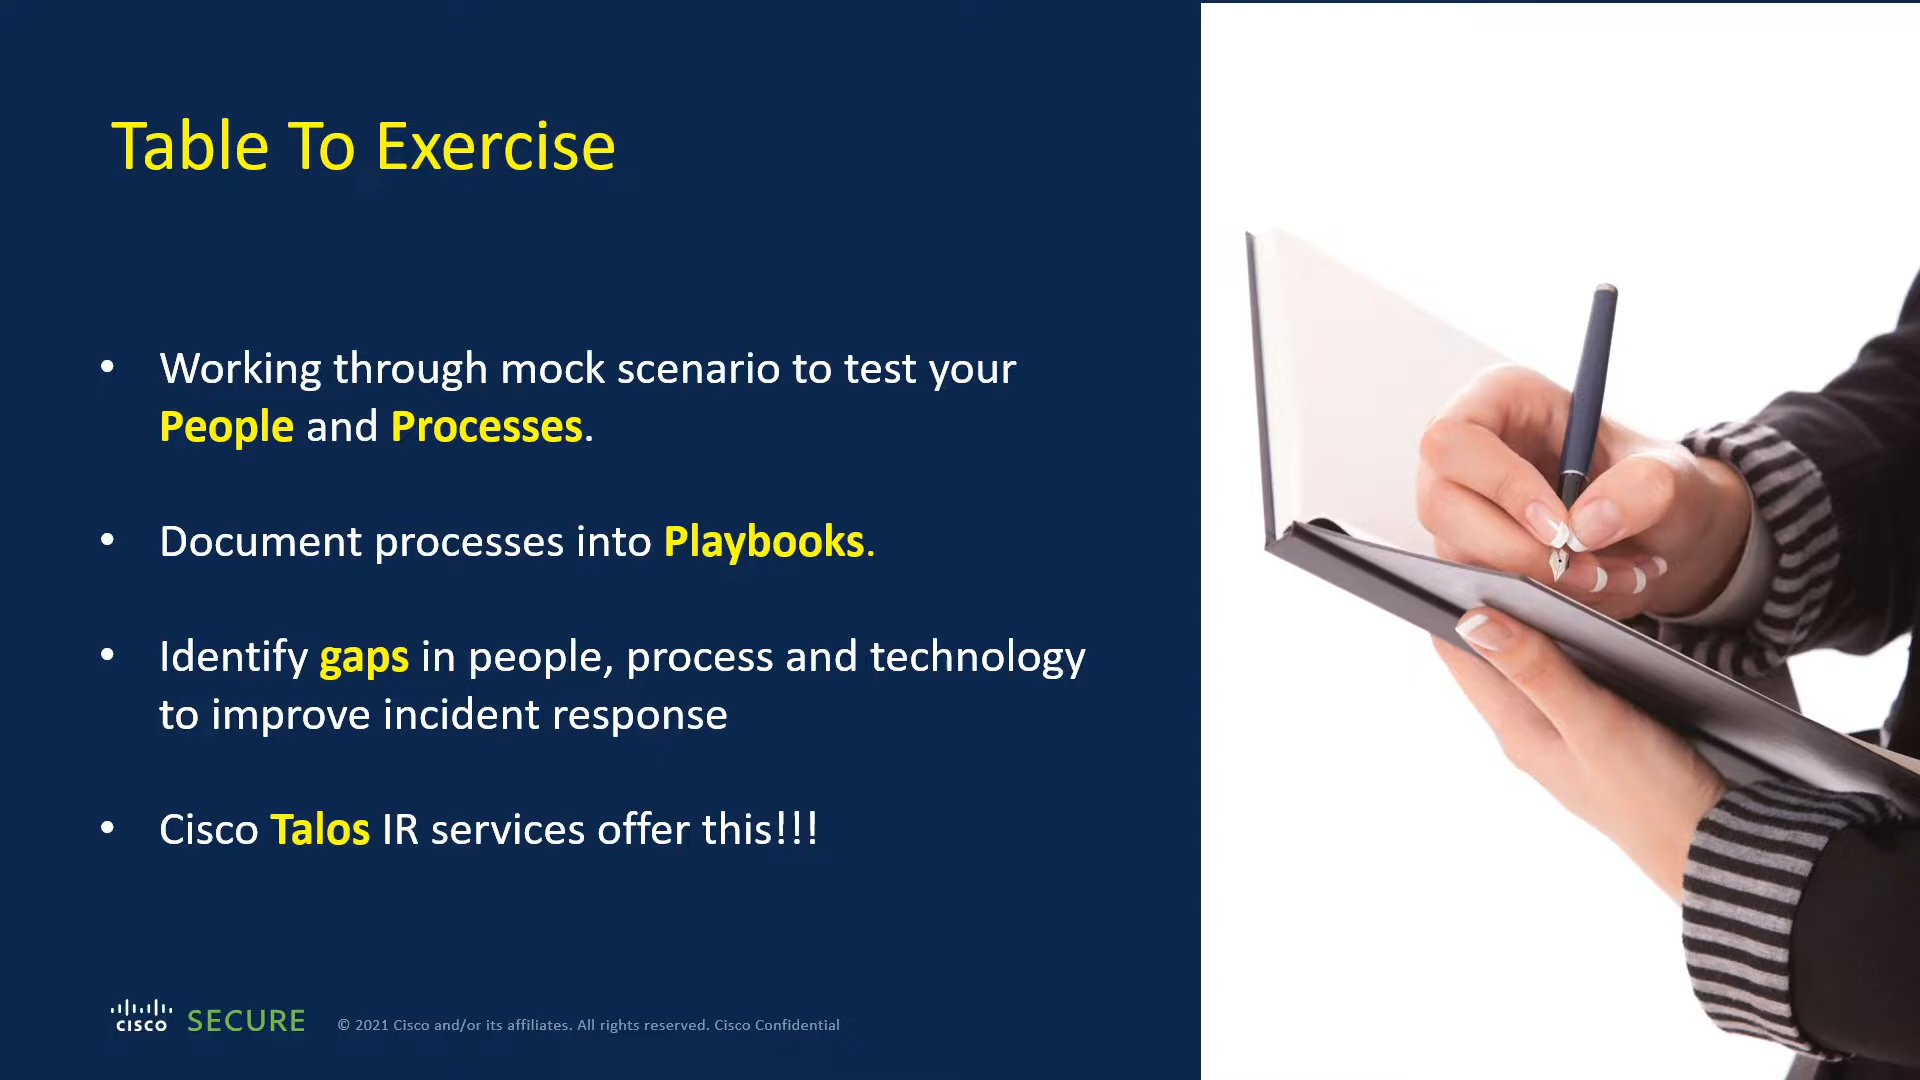 Table To Exercise
• Working through mock scenario to test your
People and Processes.
• Document processes into Playbooks.
• Identify gaps in people, process and technology
to improve incident response
• Cisco Talos IR services offer this!!!
CISCO SECURE © 2021 Cisco and/or its affiliates. All rights reserved. Cisco Confidential